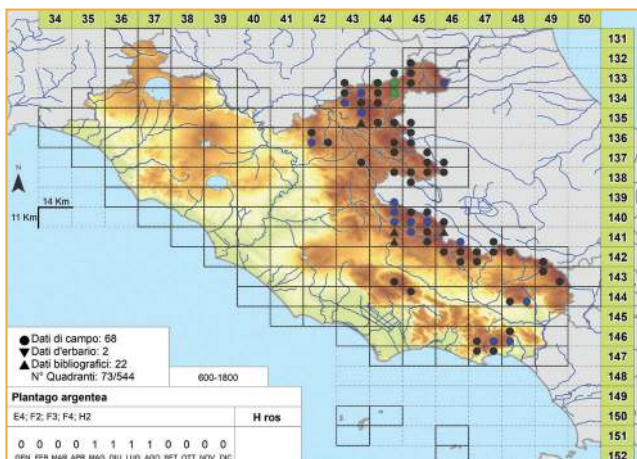 34 35 36 37 38 39 40 41 42 43 44 45 46 47 48 49 50
131
132
133
134
135
136
137
138
139
140
141
142
143
144
145
146
147
148
149
150
151
152
N
14 Km
11 Km
● Dati di campo: 68
▼ Dati d'erbario: 2
▲ Dati bibliografici: 22
N° Quadranti: 73/544
600-1800
Plantago argentea
E4; F2; F3; F4; H2
H ros
0 0 0 0 1 1 1 1 0 0 0 0
GEN FEB MAR APR MAG GIU LUG AGO SET OTT NOV DIC